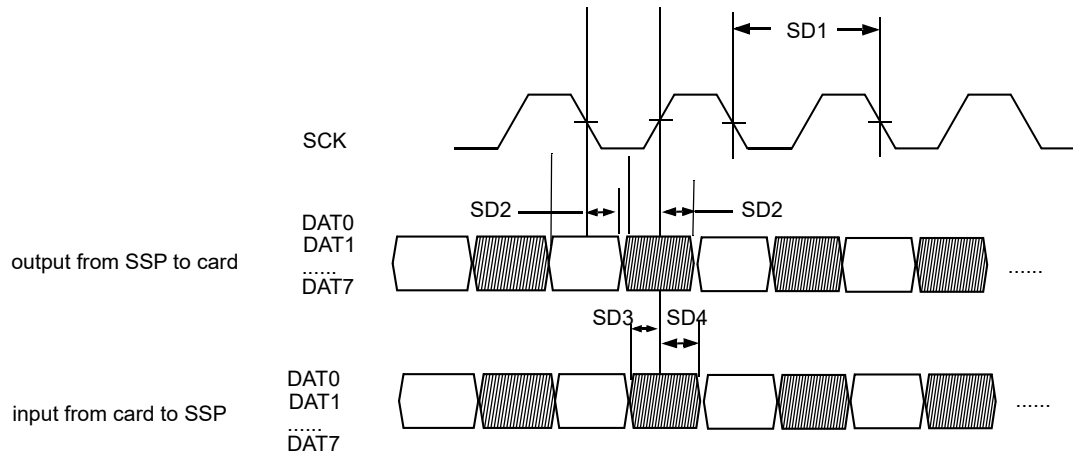 SD1
SCK
SD2 SD2
DAT0
DAT1
output from SSP to card
......
......
DAT7
SD3 SD4
DAT0
DAT1
......
input from card to SSP
......
DAT7